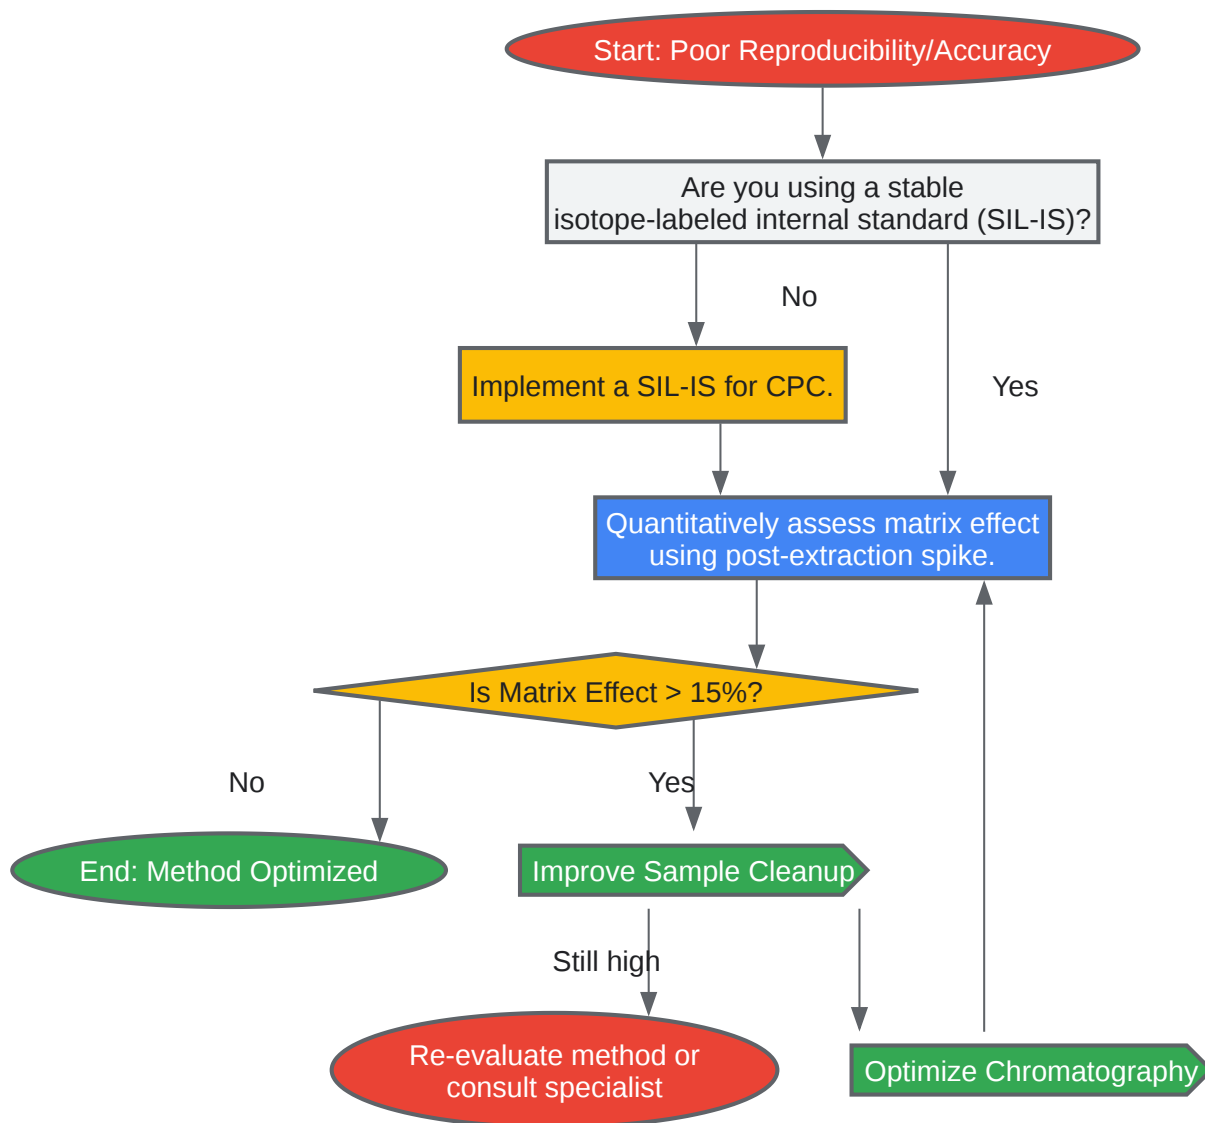 Start: Poor Reproducibility/Accuracy
Are you using a stable
isotope-labeled internal standard (SIL-IS)?
No
Implement a SIL-IS for CPC.
Yes
Quantitatively assess matrix effect
using post-extraction spike.
Is Matrix Effect > 15%?
No
Yes
End: Method Optimized
Improve Sample Cleanup
Still high
Re-evaluate method or
consult specialist
Optimize Chromatography